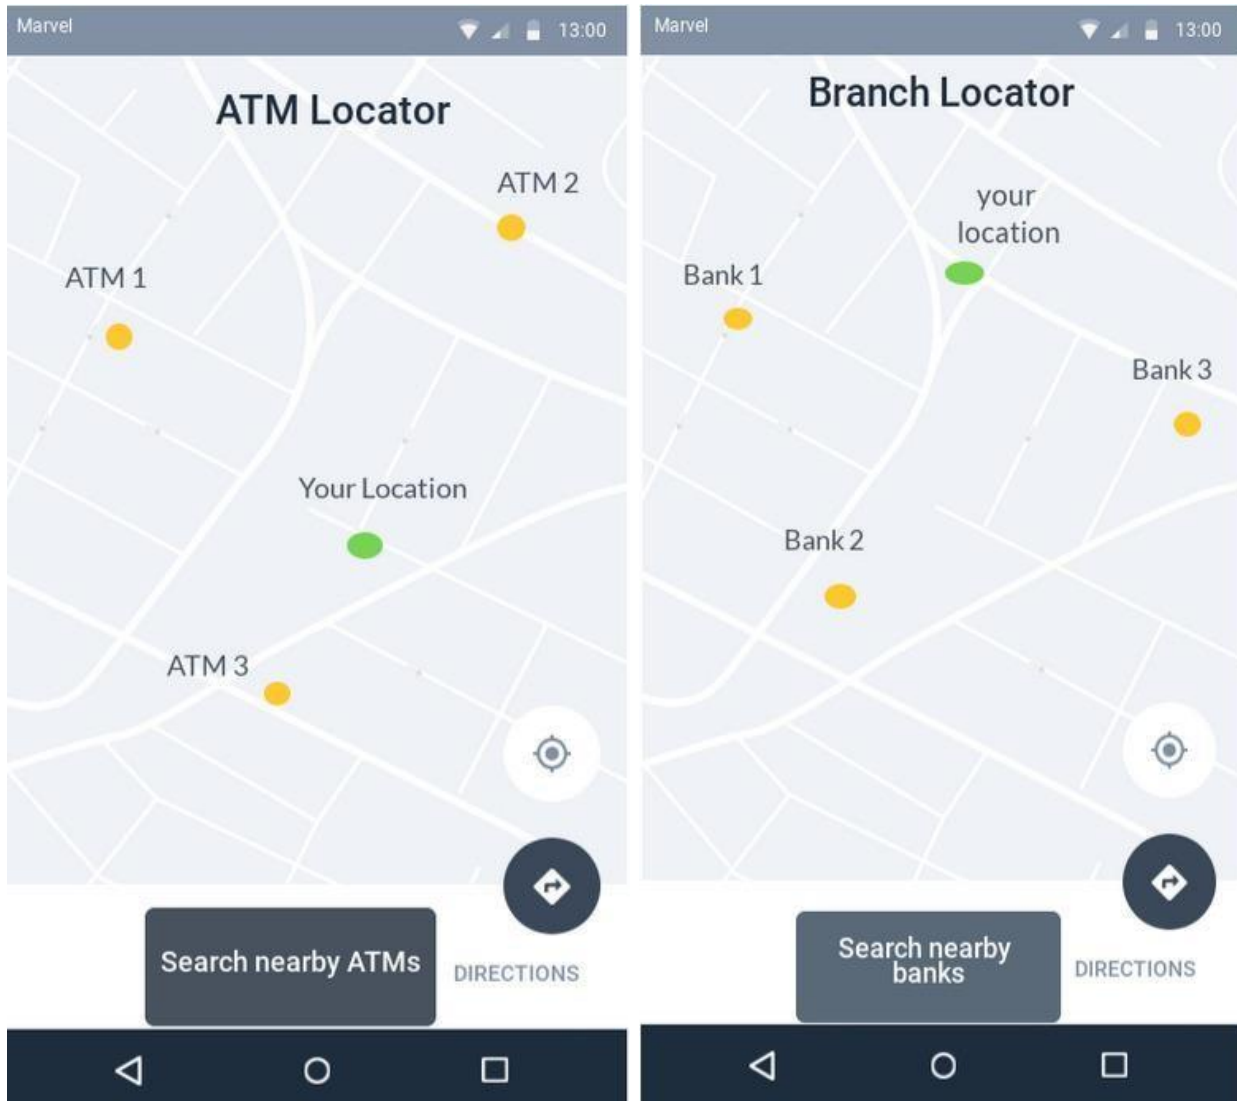 Marvel
13:00
ATM Locator
ATM 2
ATM 1
Your Location
ATM 3
Search nearby ATMs
DIRECTIONS
Marvel
13:00
Branch Locator
your
location
Bank 1
Bank 3
Bank 2
Search nearby
banks
DIRECTIONS